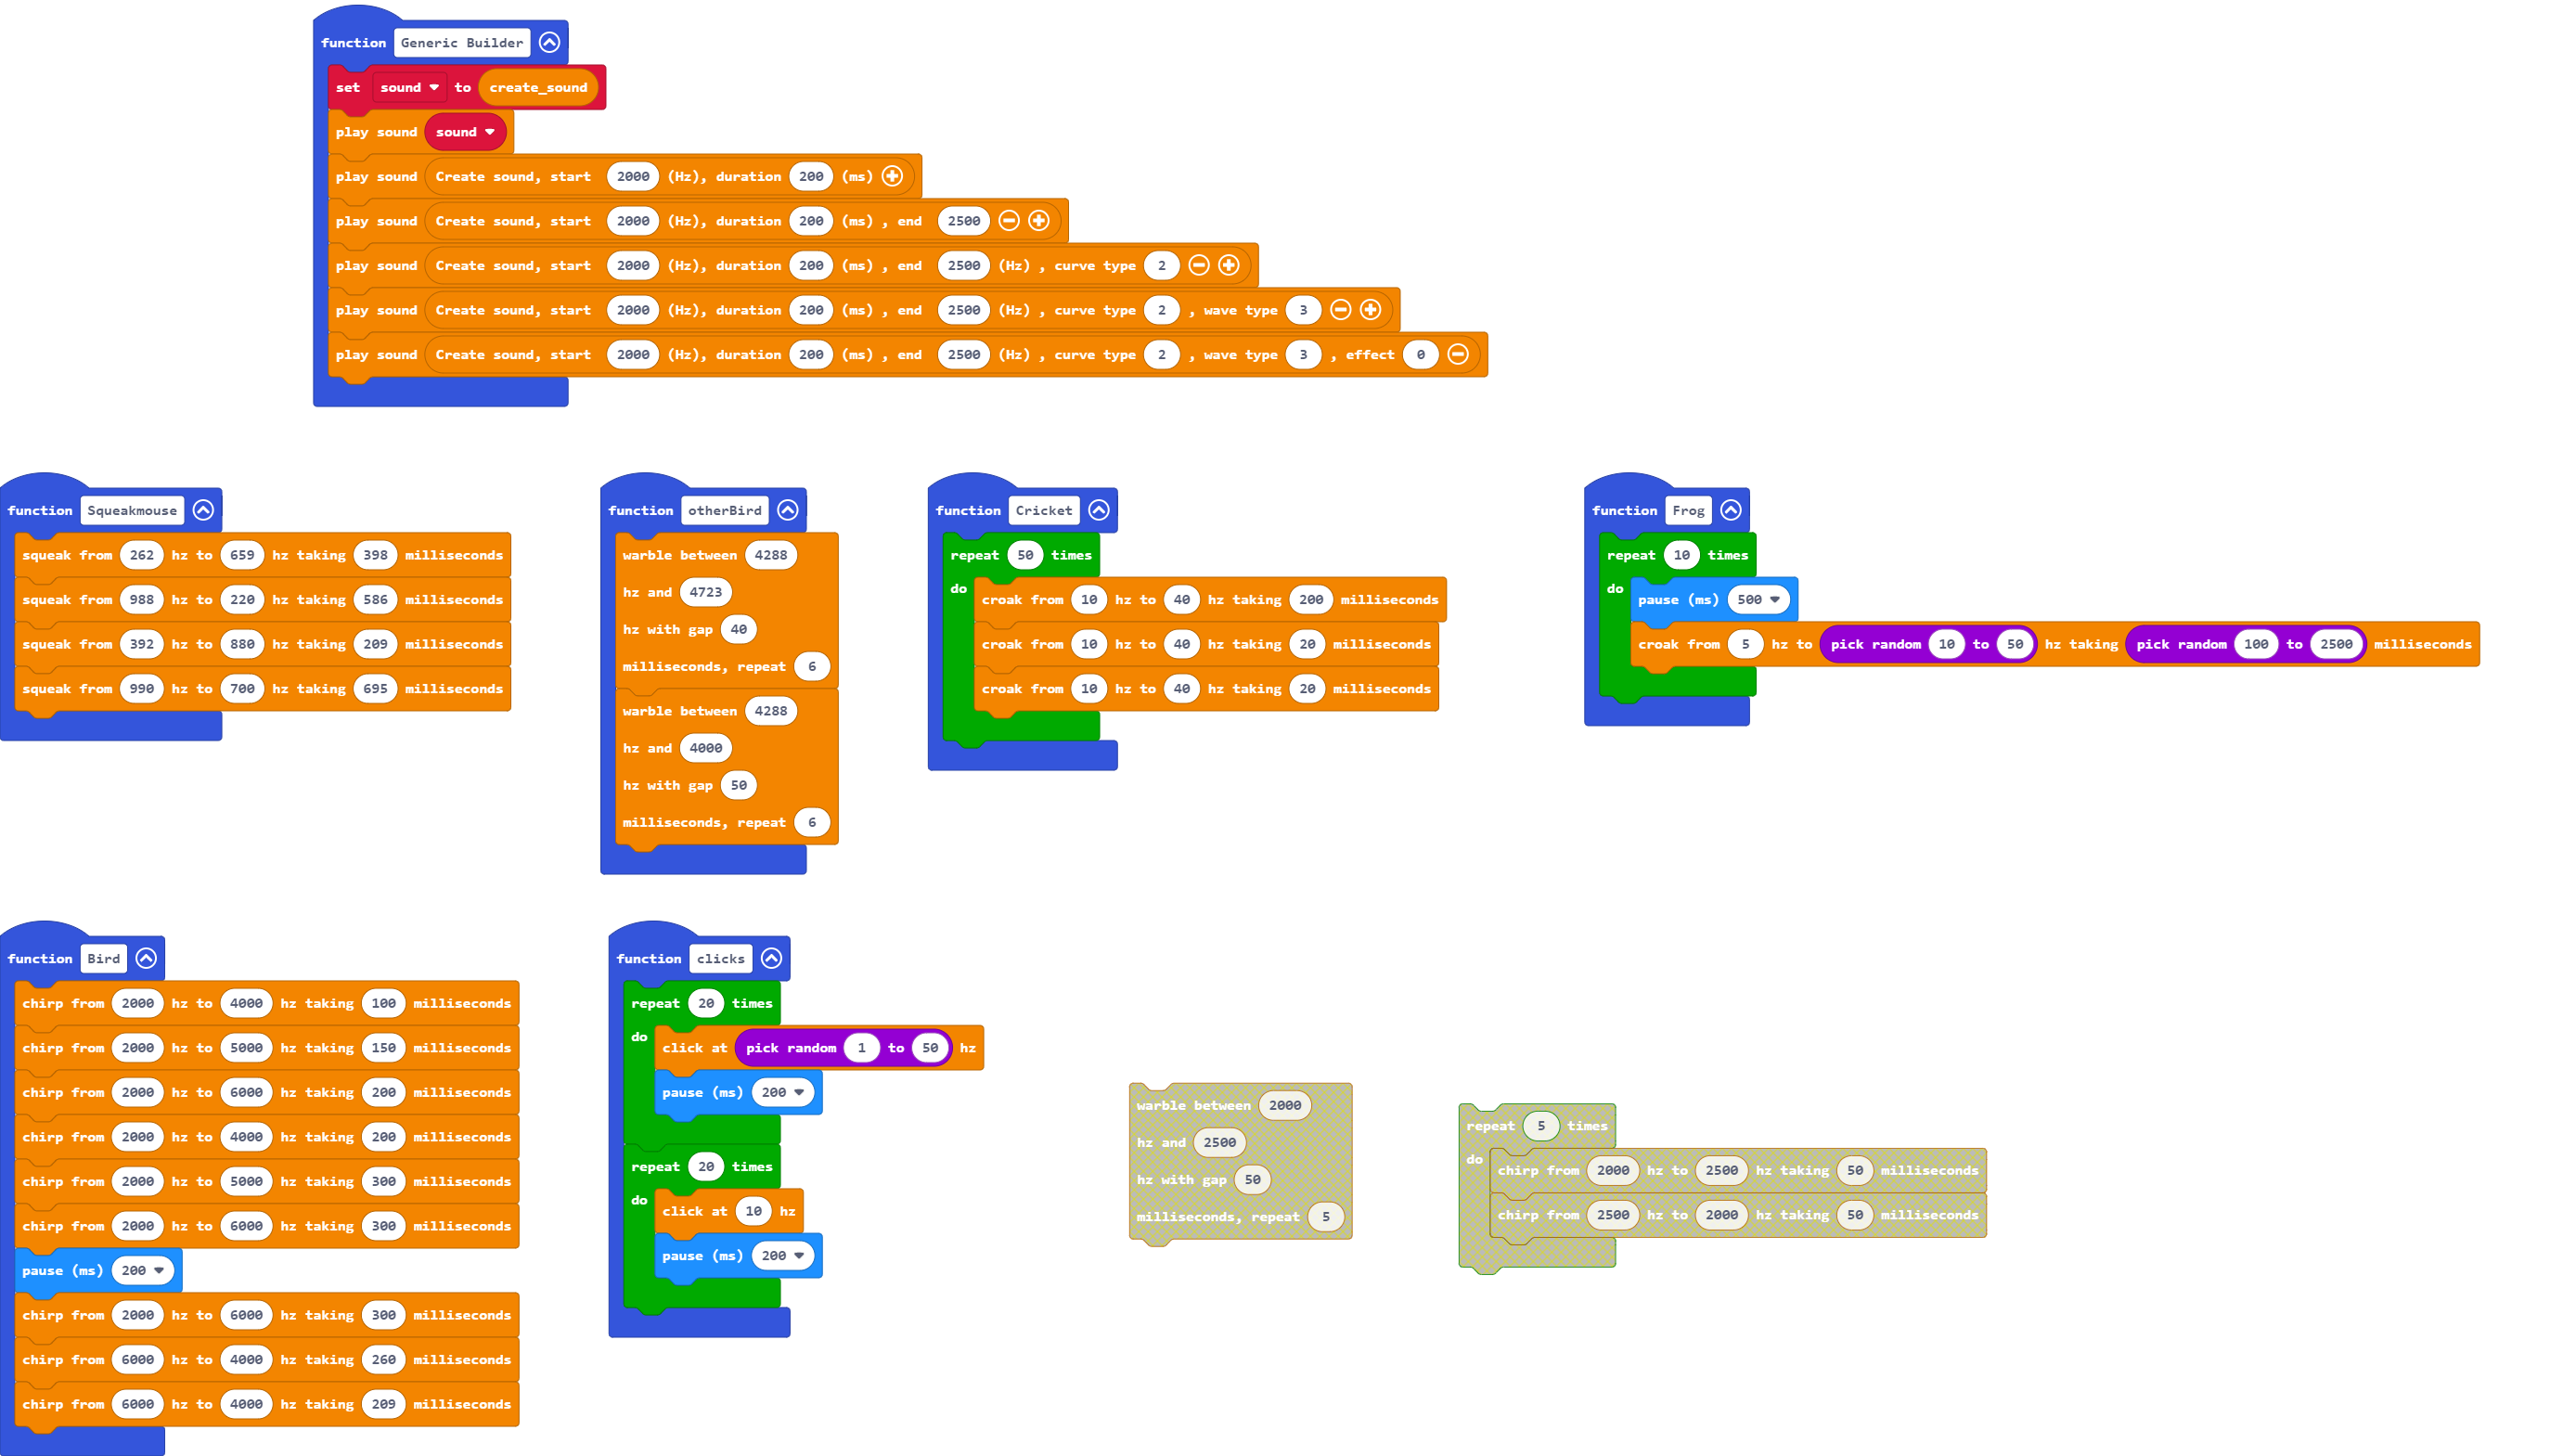 function Generic Builder
set sound to create_sound
play sound sound
play sound Create sound, start 2000 (Hz), duration 200 (ms)
play sound Create sound, start 2000 (Hz), duration 200 (ms) , end 2500
play sound Create sound, start 2000 (Hz), duration 200 (ms) , end 2500 (Hz) , curve type 2
play sound Create sound, start 2000 (Hz), duration 200 (ms) , end 2500 (Hz) , curve type 2 , wave type 3
play sound Create sound, start 2000 (Hz), duration 200 (ms) , end 2500 (Hz) , curve type 2 , wave type 3 , effect 0
function Squeakmouse
squeak from 262 hz to 659 hz taking 398 milliseconds
squeak from 988 hz to 220 hz taking 586 milliseconds
squeak from 392 hz to 880 hz taking 209 milliseconds
squeak from 990 hz to 700 hz taking 695 milliseconds
function otherBird
warble between 4288
hz and 4723
hz with gap 40
milliseconds, repeat 6
warble between 4288
hz and 4000
hz with gap 50
milliseconds, repeat 6
function Cricket
repeat 50 times
do
croak from 10 hz to 40 hz taking 200 milliseconds
croak from 10 hz to 40 hz taking 20 milliseconds
croak from 10 hz to 40 hz taking 20 milliseconds
function Frog
repeat 10 times
do
pause (ms) 500
croak from 5 hz to pick random 10 to 50 hz taking pick random 100 to 2500 milliseconds
function Bird
chirp from 2000 hz to 4000 hz taking 100 milliseconds
chirp from 2000 hz to 5000 hz taking 150 milliseconds
chirp from 2000 hz to 6000 hz taking 200 milliseconds
chirp from 2000 hz to 4000 hz taking 200 milliseconds
chirp from 2000 hz to 5000 hz taking 300 milliseconds
chirp from 2000 hz to 6000 hz taking 300 milliseconds
pause (ms) 200
chirp from 2000 hz to 6000 hz taking 300 milliseconds
chirp from 6000 hz to 4000 hz taking 260 milliseconds
chirp from 6000 hz to 4000 hz taking 209 milliseconds
function clicks
repeat 20 times
do
click at pick random 1 to 50 hz
pause (ms) 200
repeat 20 times
do
click at 10 hz
pause (ms) 200
warble between 2000
hz and 2500
hz with gap 50
milliseconds, repeat 5
repeat 5 times
do
chirp from 2000 hz to 2500 hz taking 50 milliseconds
chirp from 2500 hz to 2000 hz taking 50 milliseconds